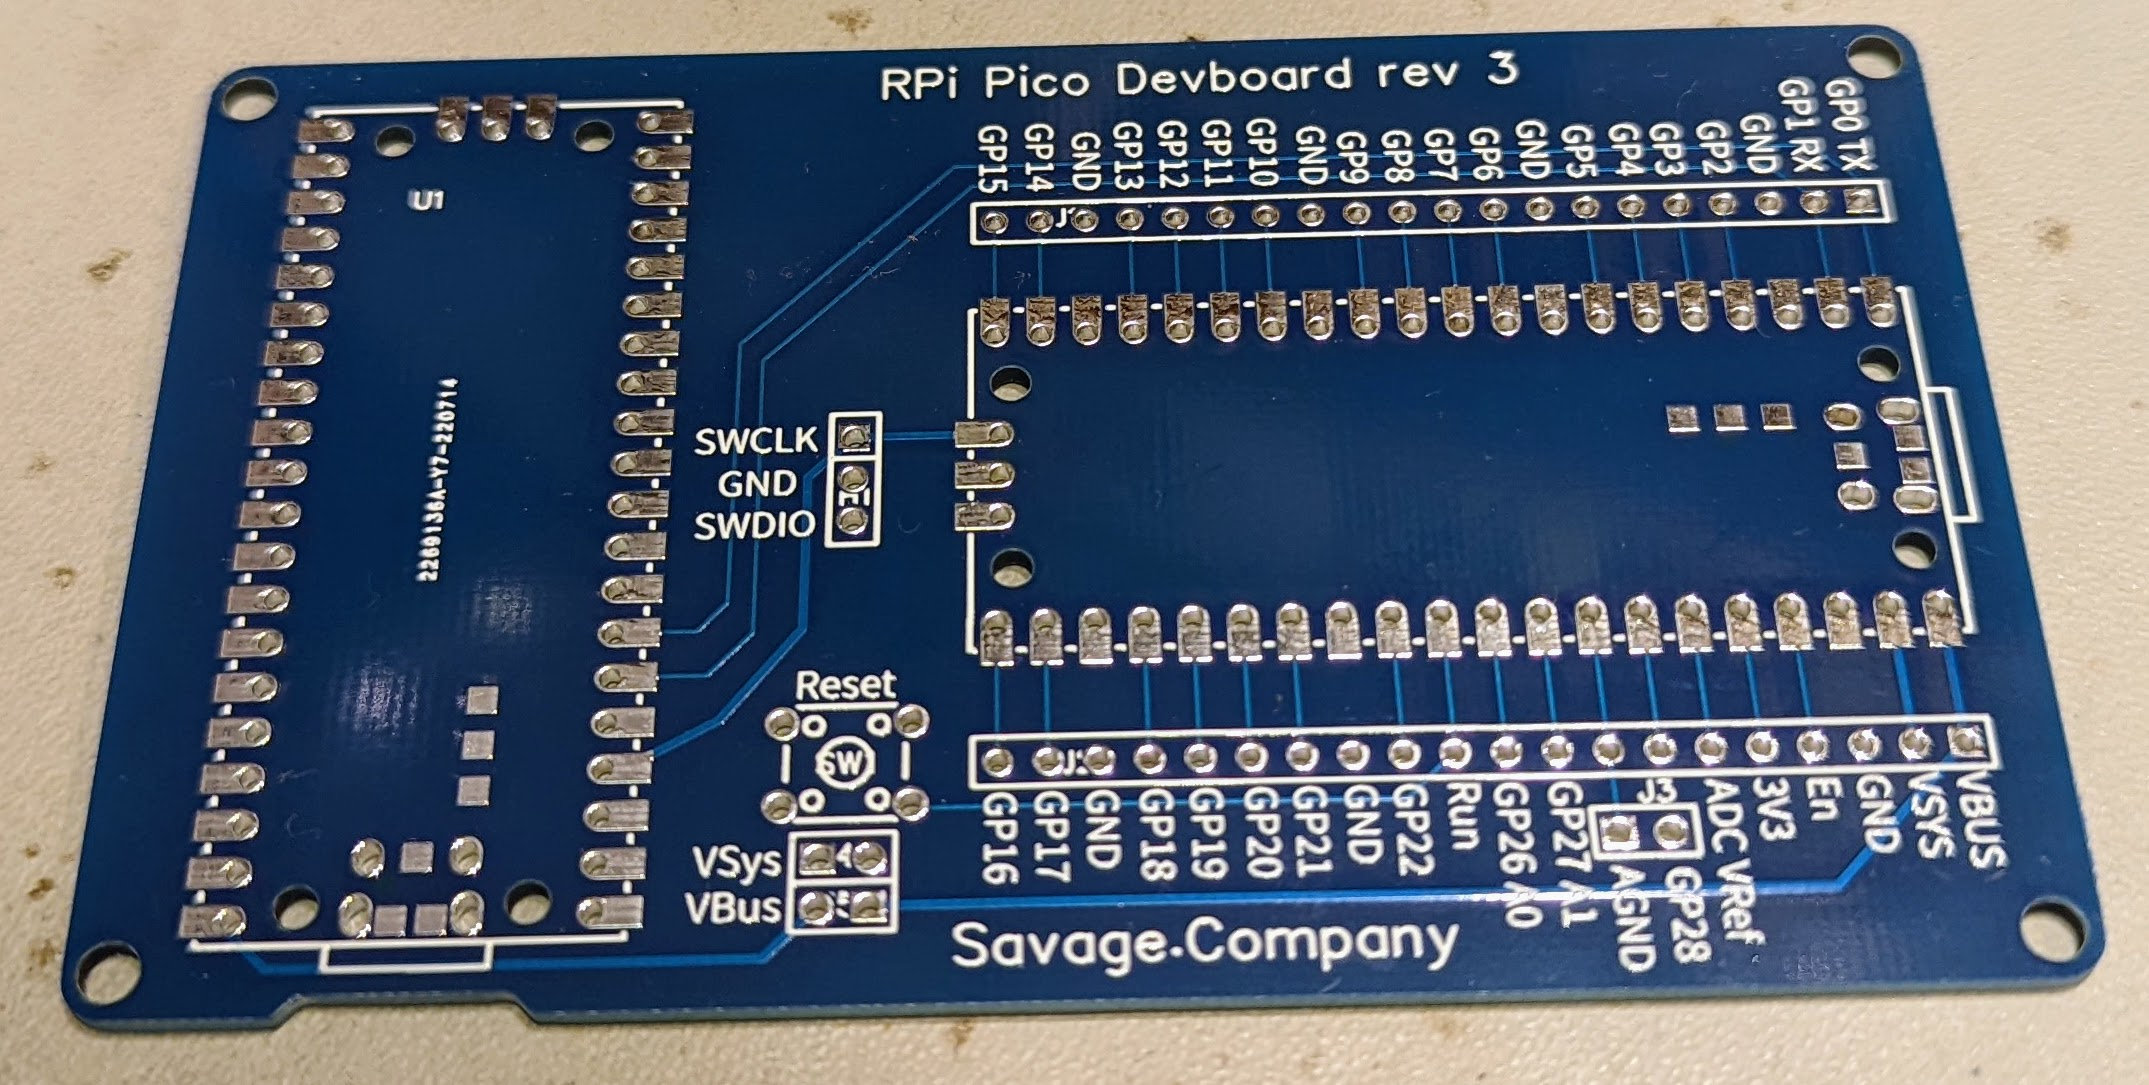 RPi Pico Devboard rev 3
GP15
GP14
GND
GP13
GP12
GP11
GP10
GND
GP9
GP8
GP7
GP6
GND
GP5
GP4
GP3
GP2
GND
GP1 RX
GP0 TX
U1
2269136A-Y7-220714
SWCLK
GND
SWDIO
Reset
SW
VSys
VBus
GP16
GP17
GND
GP18
GP19
GP20
GP21
GND
GP22
Run
GP26 A0
GP27 A1
J3
AGND
GP28
ADC VRef
3V3
En
GND
VSYS
VBUS
Savage.Company